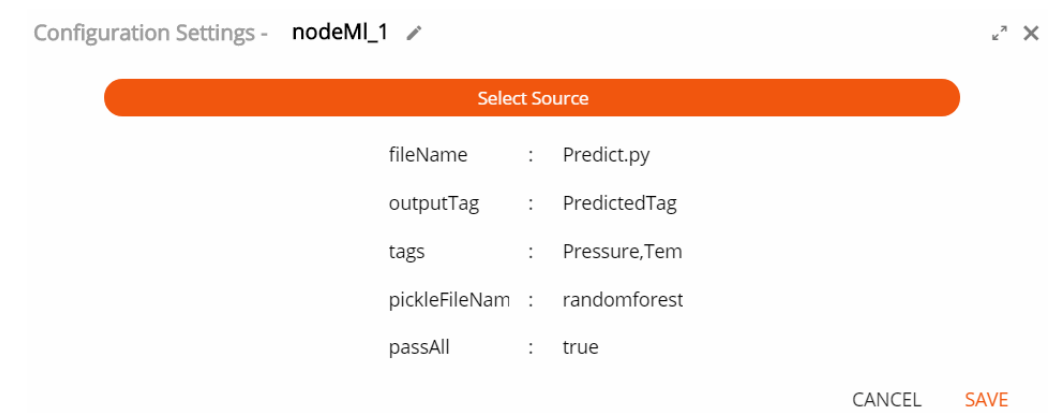 Configuration Settings - nodeMl_1
Select Source
fileName : Predict.py
outputTag : PredictedTag
tags : Pressure,Tem
pickleFileNam : randomforest
passAll : true
CANCEL SAVE